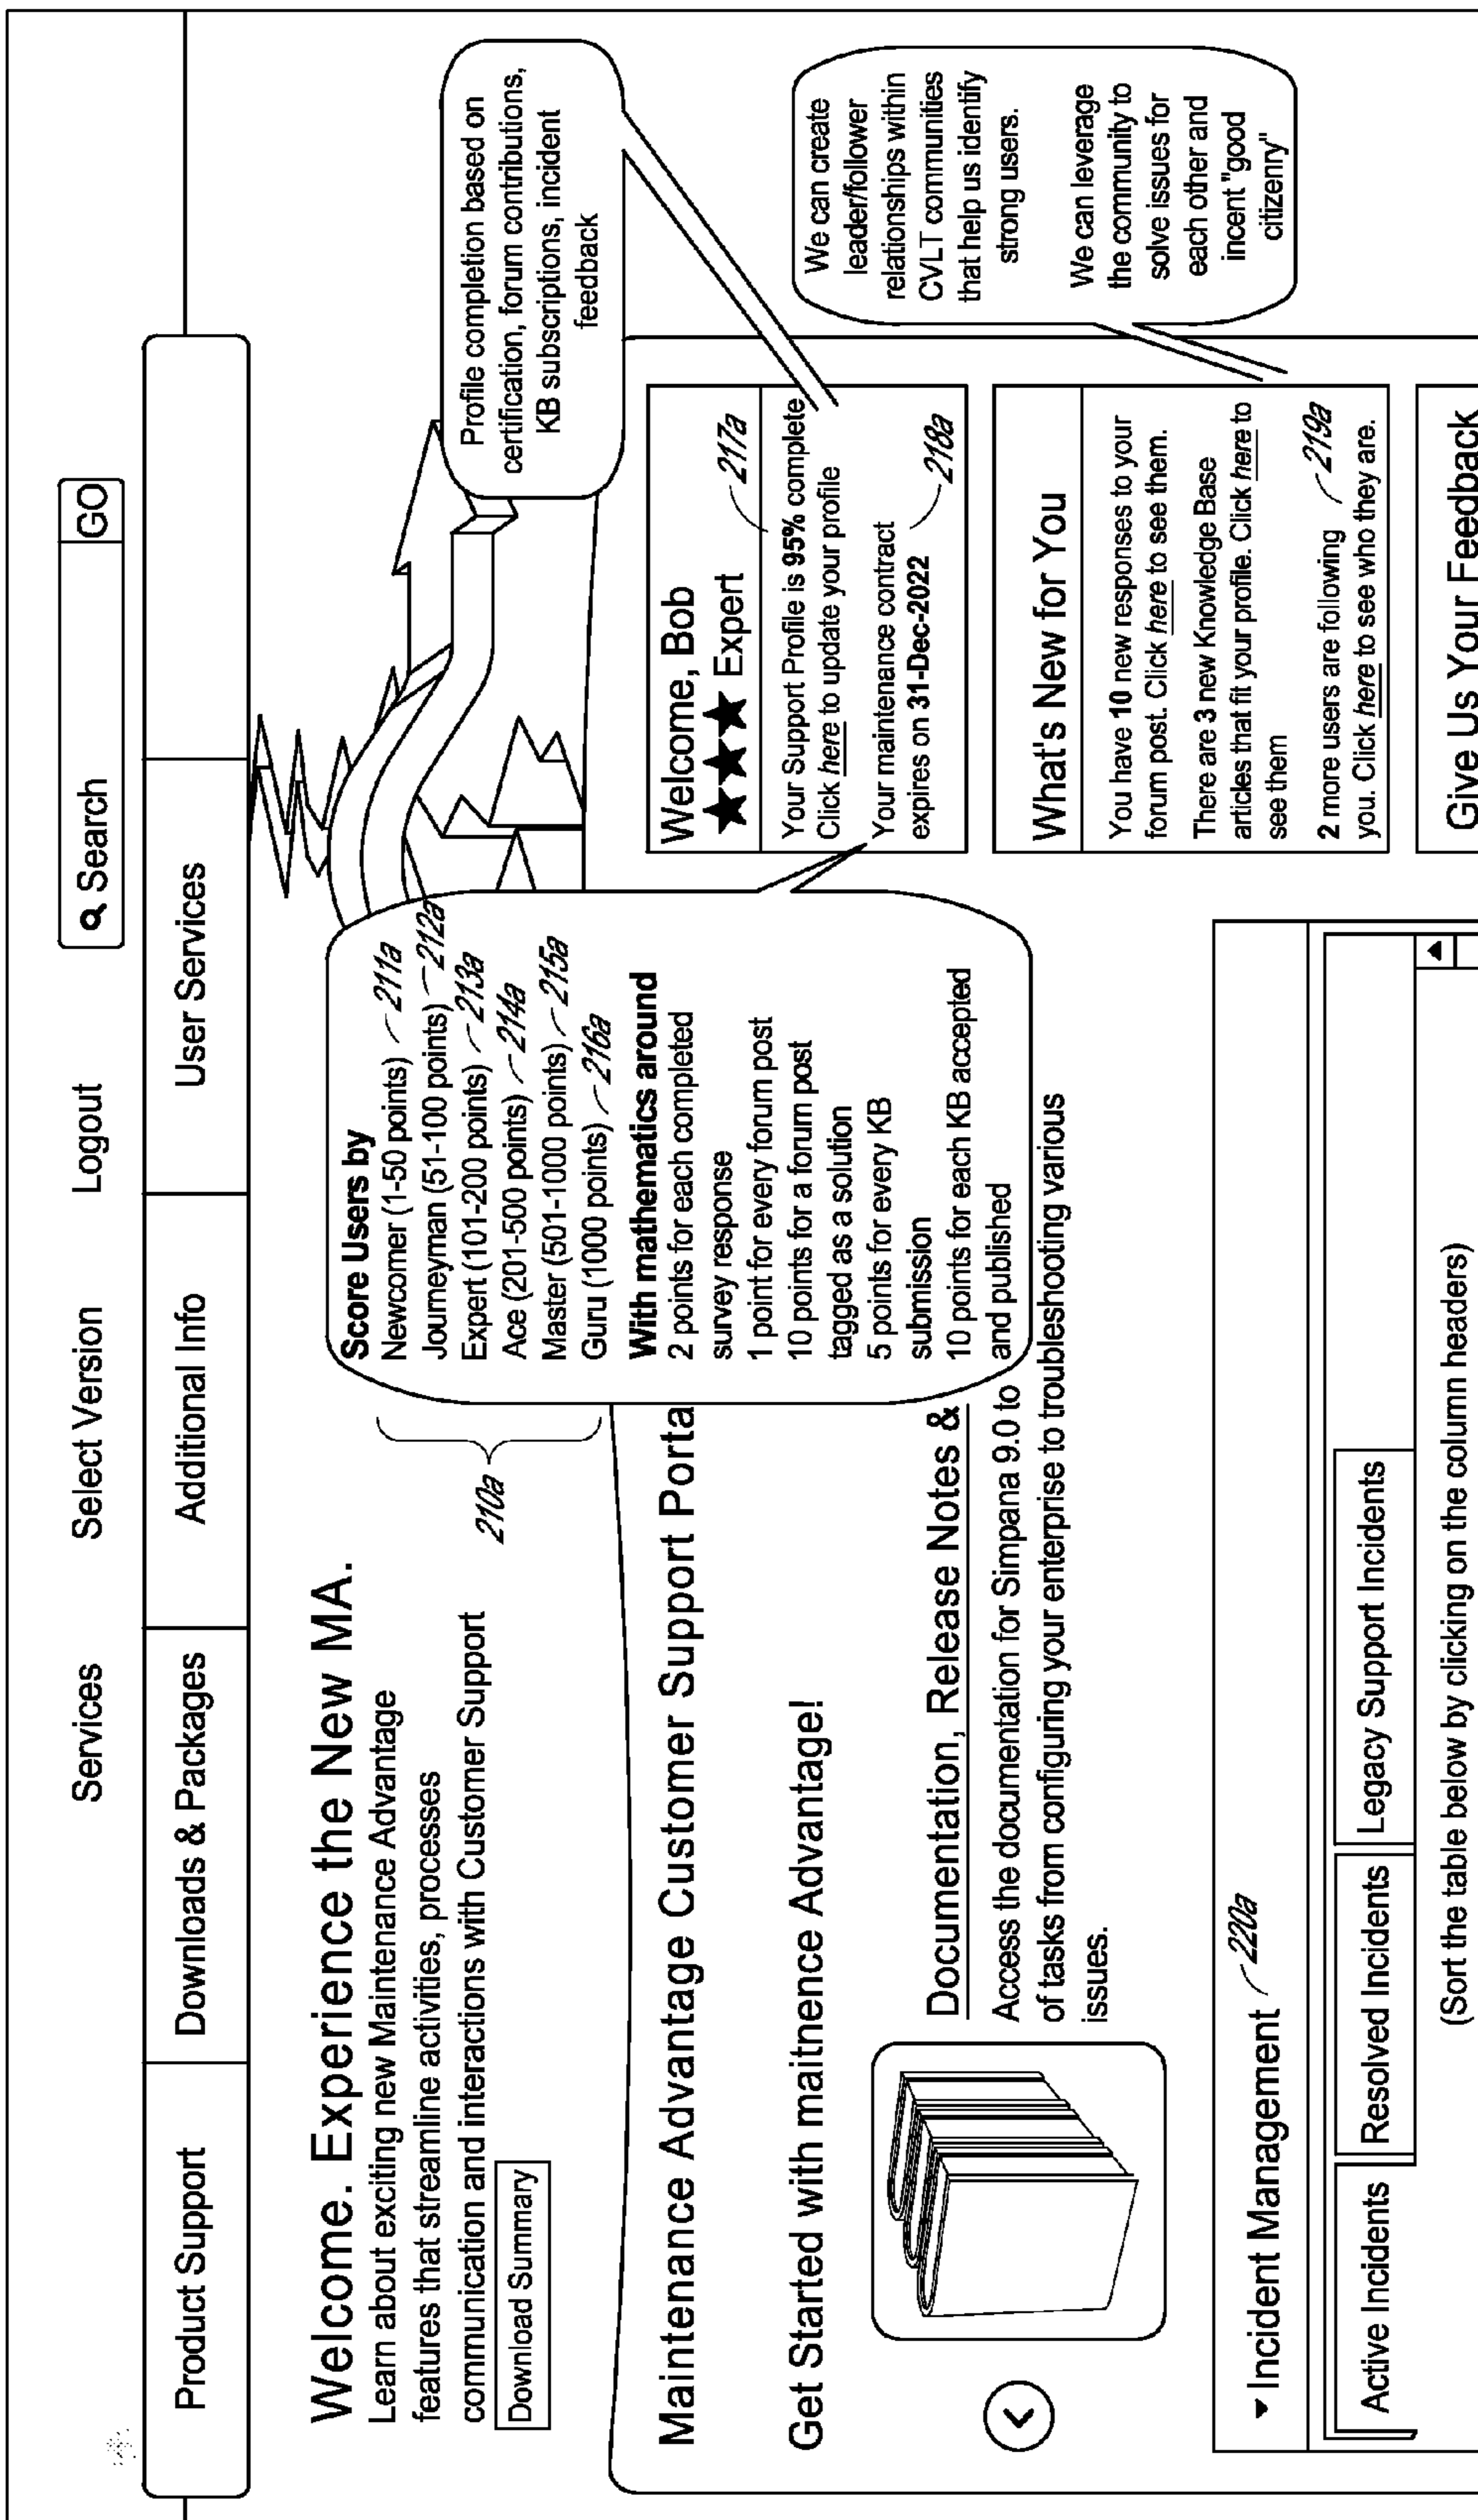 Services
Select Version
Logout
Search
GO
Product Support
Downloads & Packages
Additional Info
User Services
Welcome. Experience the New MA.
Learn about exciting new Maintenance Advantage
features that streamline activities, processes
communication and interactions with Customer Support
Download Summary
210a
Score Users by
Newcomer (1-50 points) 211a
Journeyman (51-100 points) 212a
Expert (101-200 points) 213a
Ace (201-500 points) 214a
Master (501-1000 points) 215a
Guru (1000 points) 216a
With mathematics around
2 points for each completed
survey response
1 point for every forum post
10 points for a forum post
tagged as a solution
5 points for every KB
submission
10 points for each KB accepted
and published
Profile completion based on
certification, forum contributions,
KB subscriptions, incident
feedback
Maintenance Advantage Customer Support Porta
Get Started with maitnence Advantage!
Documentation, Release Notes &
Access the documentation for Simpana 9.0 to
of tasks from configuring your enterprise to troubleshooting various
issues.
Welcome, Bob
Expert
217a
Your Support Profile is 95% complete
Click here to update your profile
Your maintenance contract
expires on 31-Dec-2022
218a
We can create
leader/follower
relationships within
CVLT communities
that help us identify
strong users.
We can leverage
the community to
solve issues for
each other and
incent "good
citizenry"
What's New for You
You have 10 new responses to your
forum post. Click here to see them.
There are 3 new Knowledge Base
articles that fit your profile. Click here to
see them
2 more users are following
you. Click here to see who they are.
219a
Give Us Your Feedback
Incident Management 220a
Active Incidents
Resolved Incidents
Legacy Support Incidents
(Sort the table below by clicking on the column headers)